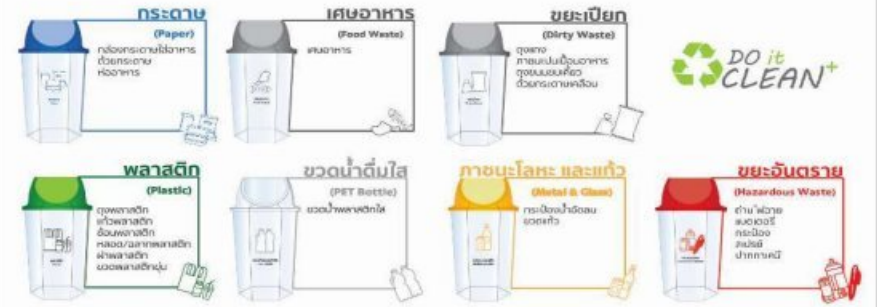 กระดาษ
(Paper)
กล่องกระดาษใส่อาหาร
ถ้วยกระดาษ
ห่ออาหาร
เศษอาหาร
(Food Waste)
เศษอาหาร
ขยะเปียก
(Dirty Waste)
ถุงแกง
ภาชนะปนเปื้อนอาหาร
ถุงขนมขบเคี้ยว
ถ้วยกระดาษเคลือบ
DO it
CLEAN+
พลาสติก
(Plastic)
ถุงพลาสติก
แก้วพลาสติก
ช้อนพลาสติก
หลอด/ฉลากพลาสติก
ฝาพลาสติก
ขวดพลาสติกขุ่น
ขวดน้ำดื่มใส
(PET Bottle)
ขวดน้ำพลาสติกใส
ภาชนะโลหะ และแก้ว
(Metal & Glass)
กระป๋องน้ำอัดลม
ขวดแก้ว
ขยะอันตราย
(Hazardous Waste)
ถ่านไฟฉาย
แบตเตอรี่
กระป๋อง
สเปรย์
ปากกาเคมี